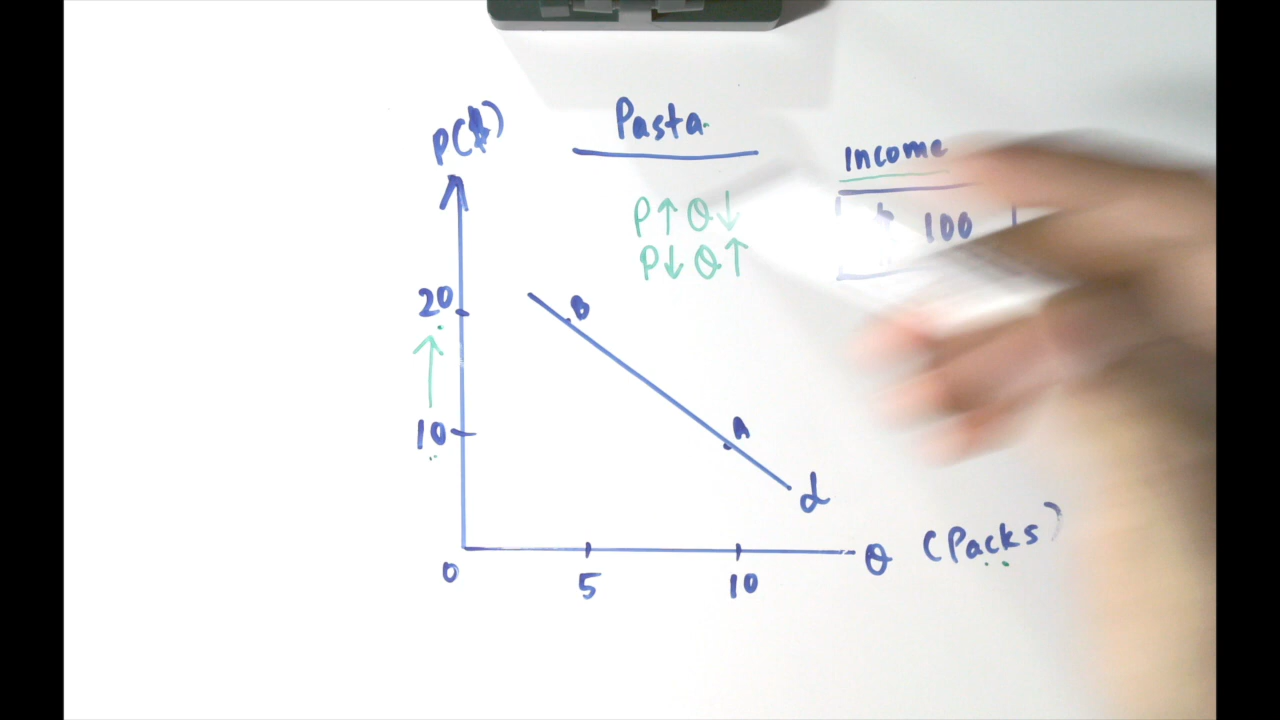 P($)
Pasta
Income
$ 100
P↑ Q↓
P↓ Q↑
20
B
10
A
d
0
5
10
Q (Packs)